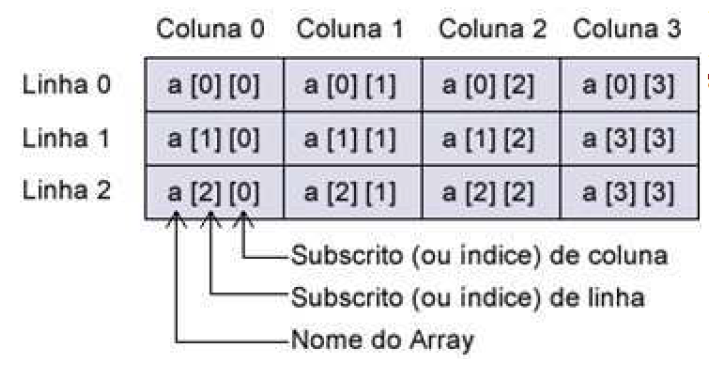 Coluna 0 Coluna 1 Coluna 2 Coluna 3
Linha 0 a [0] [0] a [0] [1] a [0] [2] a [0] [3]
Linha 1 a [1] [0] a [1] [1] a [1] [2] a [3] [3]
Linha 2 a [2] [0] a [2] [1] a [2] [2] a [3] [3]
Subscrito (ou índice) de coluna
Subscrito (ou índice) de linha
Nome do Array